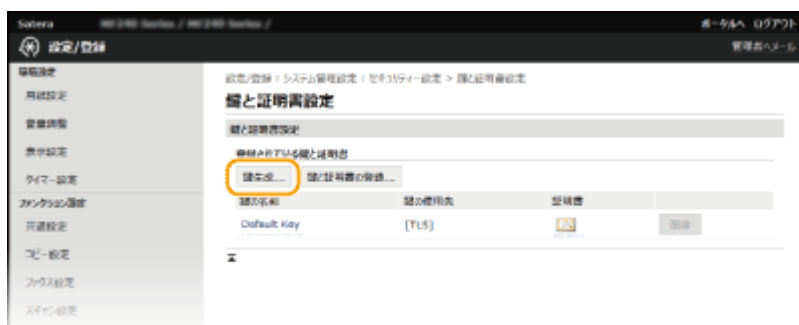 Satera MF240 Series / MF240 Series /
ポータルへ ログアウト
設定/登録
管理者へメール
環境設定
用紙設定
音量調整
表示設定
タイマー設定
ファンクション設定
共通設定
コピー設定
ファクス設定
スキャン設定
設定/登録 : システム管理設定 : セキュリティー設定 > 鍵と証明書設定
鍵と証明書設定
鍵と証明書設定
登録されている鍵と証明書
鍵生成... 鍵と証明書の登録...
鍵の名前 鍵の使用先 証明書
Default Key [TLS] 削除